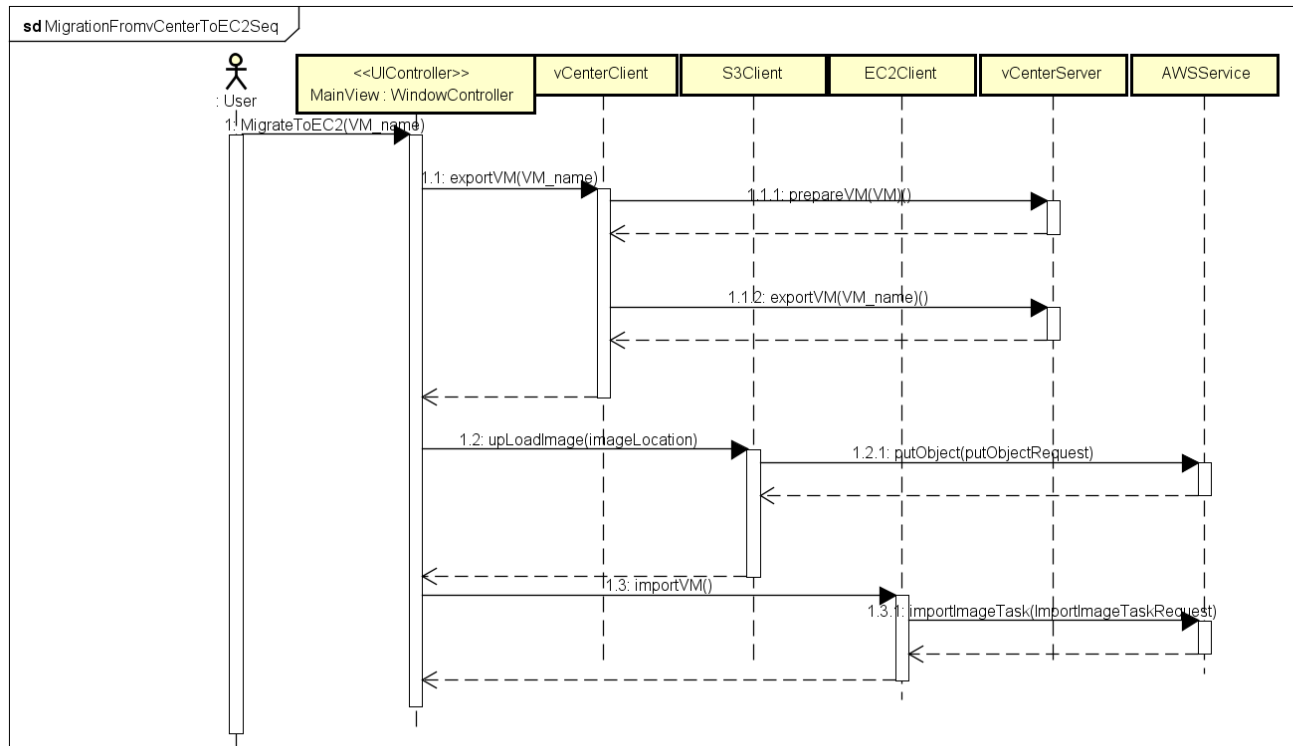 sd MigrationFromvCenterToEC2Seq
<<UIController>>
MainView : WindowController
vCenterClient
S3Client
EC2Client
vCenterServer
AWSService
: User
1: MigrateToEC2(VM_name)
1.1: exportVM(VM_name)
1.1.1: prepareVM(VM)()
1.1.2: exportVM(VM_name)()
1.2: upLoadImage(imageLocation)
1.2.1: putObject(putObjectRequest)
1.3: importVM()
1.3.1: importImageTask(ImportImageTaskRequest)